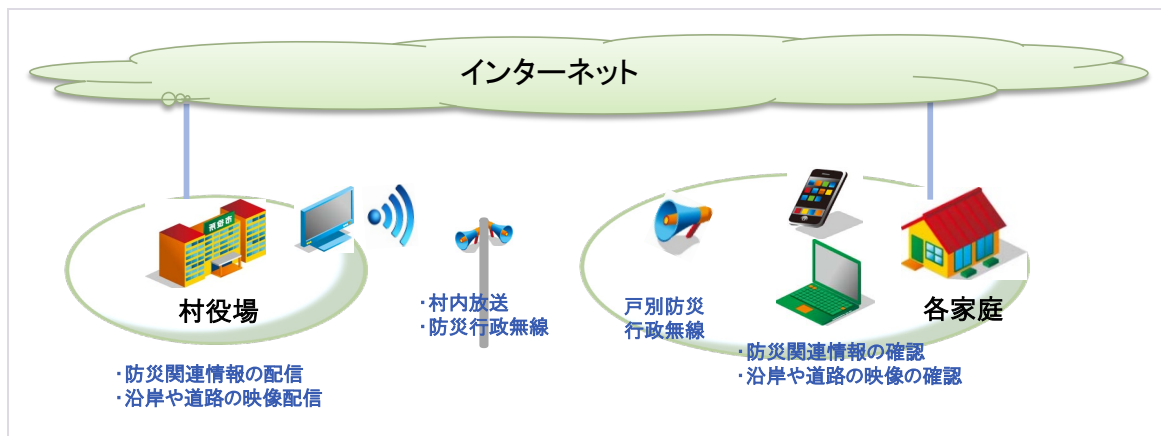 インターネット
市役所
村役場
・村内放送
・防災行政無線
戸別防災
行政無線
各家庭
・防災関連情報の配信
・沿岸や道路の映像配信
・防災関連情報の確認
・沿岸や道路の映像の確認